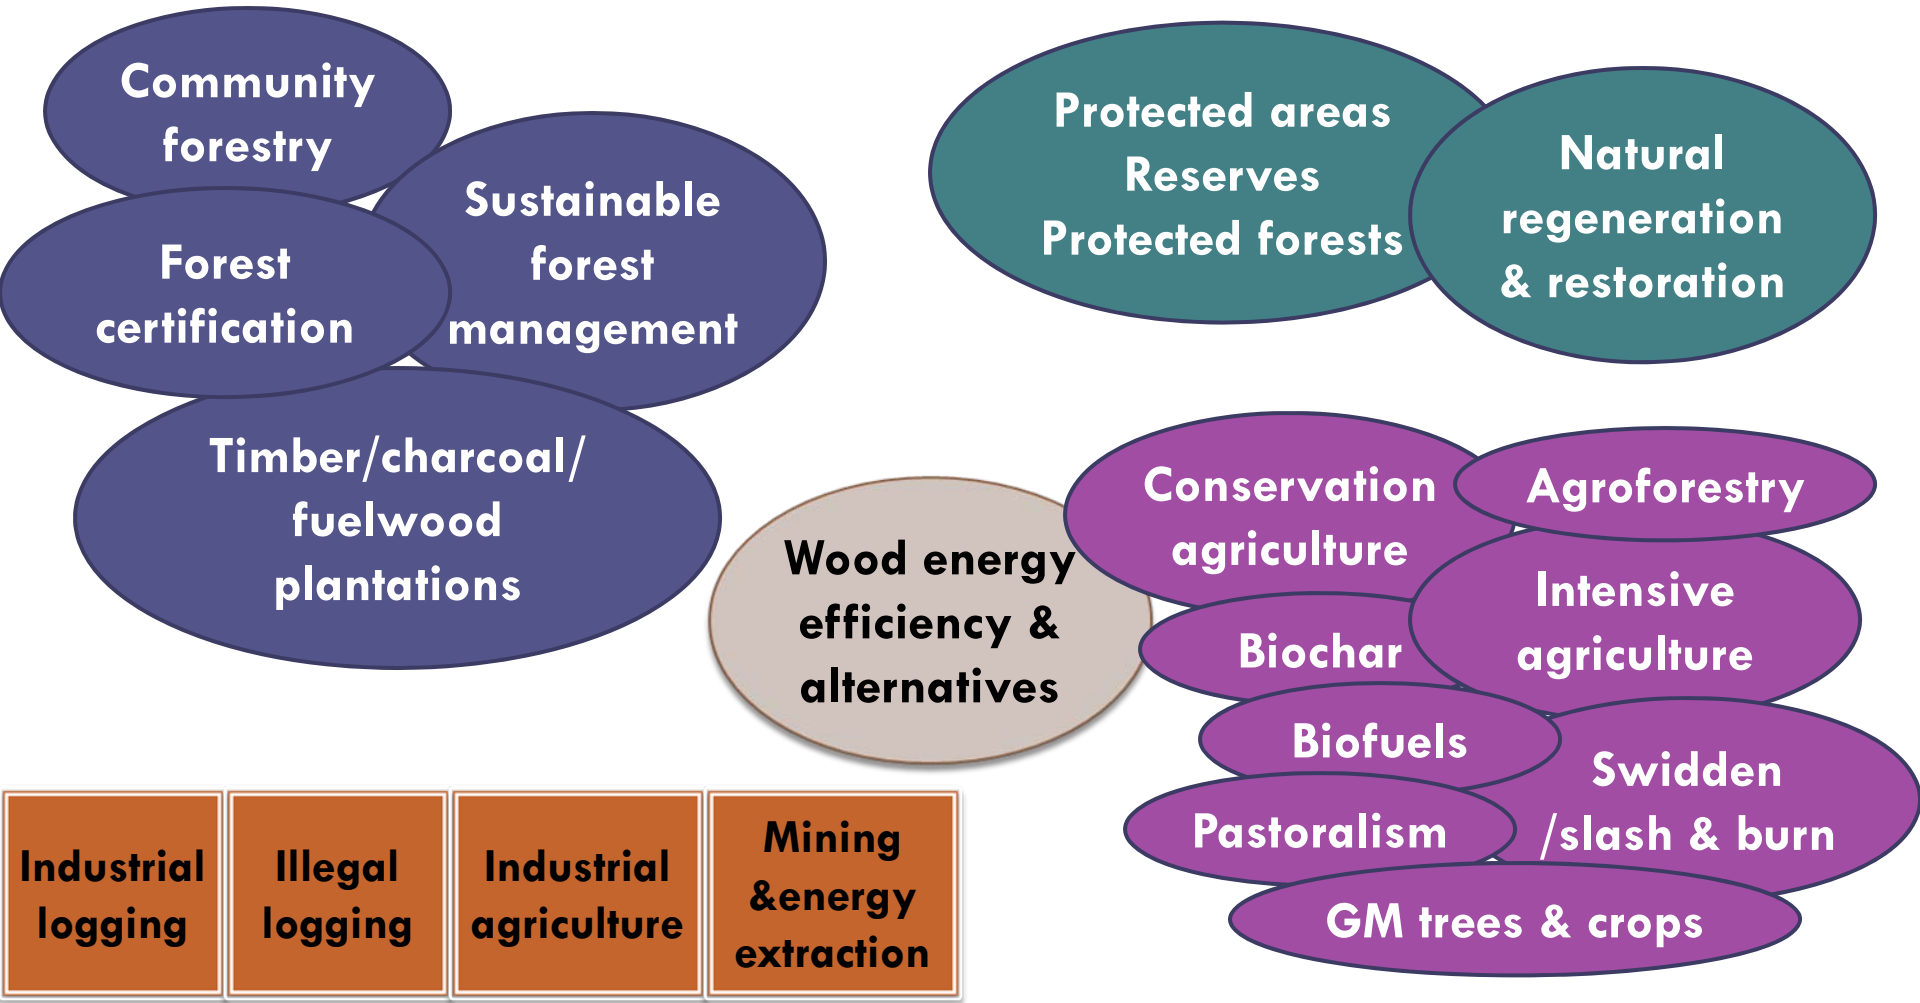 Community
forestry
Sustainable
forest
management
Forest
certification
Timber/charcoal/
fuelwood
plantations
Protected areas
Reserves
Protected forests
Natural
regeneration
& restoration
Wood energy
efficiency &
alternatives
Conservation
agriculture
Agroforestry
Intensive
agriculture
Biochar
Biofuels
Swidden
/slash & burn
Pastoralism
GM trees & crops
Industrial
logging
Illegal
logging
Industrial
agriculture
Mining
&energy
extraction